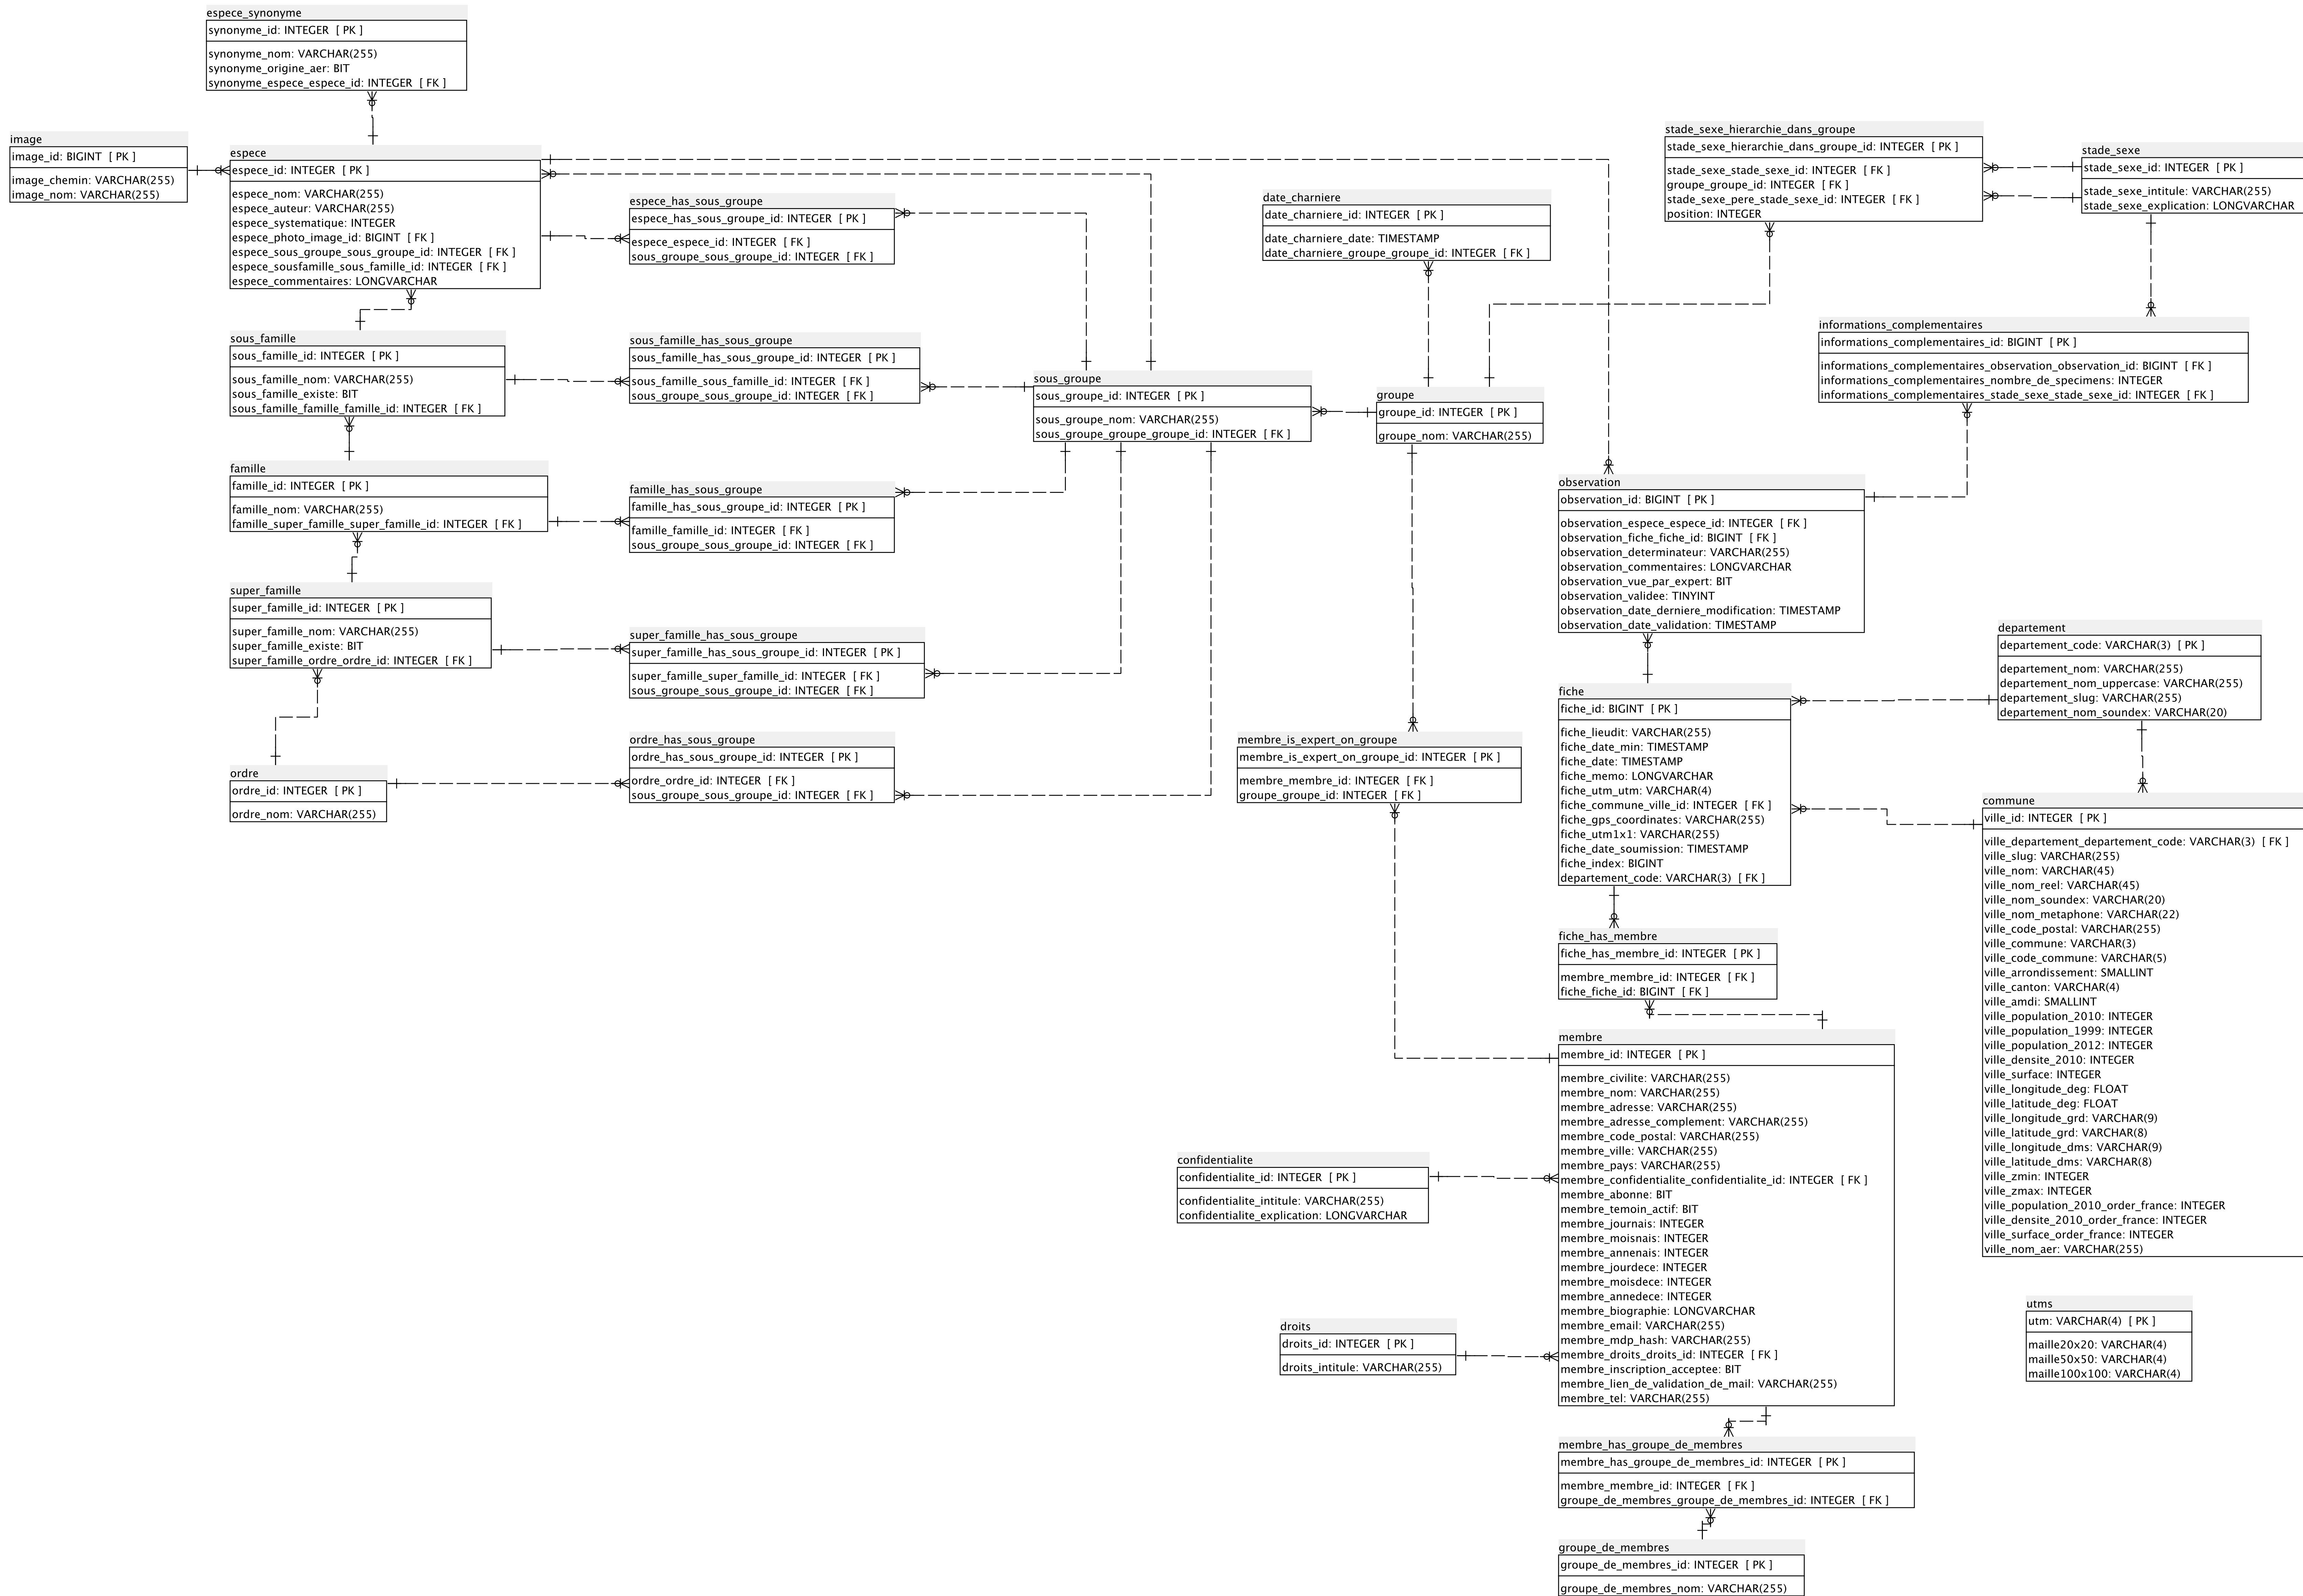 espece_synonyme
synonyme_id: INTEGER [ PK ]
synonyme_nom: VARCHAR(255)
synonyme_origine_aer: BIT
synonyme_espece_espece_id: INTEGER [ FK ]
image
image_id: BIGINT [ PK ]
image_chemin: VARCHAR(255)
image_nom: VARCHAR(255)
espece
espece_id: INTEGER [ PK ]
espece_nom: VARCHAR(255)
espece_auteur: VARCHAR(255)
espece_systematique: INTEGER
espece_photo_image_id: BIGINT [ FK ]
espece_sous_groupe_sous_groupe_id: INTEGER [ FK ]
espece_sousfamille_sous_famille_id: INTEGER [ FK ]
espece_commentaires: LONGVARCHAR
espece_has_sous_groupe
espece_has_sous_groupe_id: INTEGER [ PK ]
espece_espece_id: INTEGER [ FK ]
sous_groupe_sous_groupe_id: INTEGER [ FK ]
date_charniere
date_charniere_id: INTEGER [ PK ]
date_charniere_date: TIMESTAMP
date_charniere_groupe_groupe_id: INTEGER [ FK ]
stade_sexe_hierarchie_dans_groupe
stade_sexe_hierarchie_dans_groupe_id: INTEGER [ PK ]
stade_sexe_stade_sexe_id: INTEGER [ FK ]
groupe_groupe_id: INTEGER [ FK ]
stade_sexe_pere_stade_sexe_id: INTEGER [ FK ]
position: INTEGER
stade_sexe
stade_sexe_id: INTEGER [ PK ]
stade_sexe_intitule: VARCHAR(255)
stade_sexe_explication: LONGVARCHAR
informations_complementaires
informations_complementaires_id: BIGINT [ PK ]
informations_complementaires_observation_observation_id: BIGINT [ FK ]
informations_complementaires_nombre_de_specimens: INTEGER
informations_complementaires_stade_sexe_stade_sexe_id: INTEGER [ FK ]
sous_famille
sous_famille_id: INTEGER [ PK ]
sous_famille_nom: VARCHAR(255)
sous_famille_existe: BIT
sous_famille_famille_famille_id: INTEGER [ FK ]
sous_famille_has_sous_groupe
sous_famille_has_sous_groupe_id: INTEGER [ PK ]
sous_famille_sous_famille_id: INTEGER [ FK ]
sous_groupe_sous_groupe_id: INTEGER [ FK ]
sous_groupe
sous_groupe_id: INTEGER [ PK ]
sous_groupe_nom: VARCHAR(255)
sous_groupe_groupe_groupe_id: INTEGER [ FK ]
groupe
groupe_id: INTEGER [ PK ]
groupe_nom: VARCHAR(255)
famille
famille_id: INTEGER [ PK ]
famille_nom: VARCHAR(255)
famille_super_famille_super_famille_id: INTEGER [ FK ]
famille_has_sous_groupe
famille_has_sous_groupe_id: INTEGER [ PK ]
famille_famille_id: INTEGER [ FK ]
sous_groupe_sous_groupe_id: INTEGER [ FK ]
observation
observation_id: BIGINT [ PK ]
observation_espece_espece_id: INTEGER [ FK ]
observation_fiche_fiche_id: BIGINT [ FK ]
observation_determinateur: VARCHAR(255)
observation_commentaires: LONGVARCHAR
observation_vue_par_expert: BIT
observation_validee: TINYINT
observation_date_derniere_modification: TIMESTAMP
observation_date_validation: TIMESTAMP
super_famille
super_famille_id: INTEGER [ PK ]
super_famille_nom: VARCHAR(255)
super_famille_existe: BIT
super_famille_ordre_ordre_id: INTEGER [ FK ]
super_famille_has_sous_groupe
super_famille_has_sous_groupe_id: INTEGER [ PK ]
super_famille_super_famille_id: INTEGER [ FK ]
sous_groupe_sous_groupe_id: INTEGER [ FK ]
departement
departement_code: VARCHAR(3) [ PK ]
departement_nom: VARCHAR(255)
departement_nom_uppercase: VARCHAR(255)
departement_slug: VARCHAR(255)
departement_nom_soundex: VARCHAR(20)
fiche
fiche_id: BIGINT [ PK ]
fiche_lieudit: VARCHAR(255)
fiche_date_min: TIMESTAMP
fiche_date: TIMESTAMP
fiche_memo: LONGVARCHAR
fiche_utm_utm: VARCHAR(4)
fiche_commune_ville_id: INTEGER [ FK ]
fiche_gps_coordinates: VARCHAR(255)
fiche_utm1x1: VARCHAR(255)
fiche_date_soumission: TIMESTAMP
fiche_index: BIGINT
departement_code: VARCHAR(3) [ FK ]
ordre
ordre_id: INTEGER [ PK ]
ordre_nom: VARCHAR(255)
ordre_has_sous_groupe
ordre_has_sous_groupe_id: INTEGER [ PK ]
ordre_ordre_id: INTEGER [ FK ]
sous_groupe_sous_groupe_id: INTEGER [ FK ]
membre_is_expert_on_groupe
membre_is_expert_on_groupe_id: INTEGER [ PK ]
membre_membre_id: INTEGER [ FK ]
groupe_groupe_id: INTEGER [ FK ]
commune
ville_id: INTEGER [ PK ]
ville_departement_departement_code: VARCHAR(3) [ FK ]
ville_slug: VARCHAR(255)
ville_nom: VARCHAR(45)
ville_nom_reel: VARCHAR(45)
ville_nom_soundex: VARCHAR(20)
ville_nom_metaphone: VARCHAR(22)
ville_code_postal: VARCHAR(255)
ville_commune: VARCHAR(3)
ville_code_commune: VARCHAR(5)
ville_arrondissement: SMALLINT
ville_canton: VARCHAR(4)
ville_amdi: SMALLINT
ville_population_2010: INTEGER
ville_population_1999: INTEGER
ville_population_2012: INTEGER
ville_densite_2010: INTEGER
ville_surface: INTEGER
ville_longitude_deg: FLOAT
ville_latitude_deg: FLOAT
ville_longitude_grd: VARCHAR(9)
ville_latitude_grd: VARCHAR(8)
ville_longitude_dms: VARCHAR(9)
ville_latitude_dms: VARCHAR(8)
ville_zmin: INTEGER
ville_zmax: INTEGER
ville_population_2010_order_france: INTEGER
ville_densite_2010_order_france: INTEGER
ville_surface_order_france: INTEGER
ville_nom_aer: VARCHAR(255)
fiche_has_membre
fiche_has_membre_id: INTEGER [ PK ]
membre_membre_id: INTEGER [ FK ]
fiche_fiche_id: BIGINT [ FK ]
membre
membre_id: INTEGER [ PK ]
membre_civilite: VARCHAR(255)
membre_nom: VARCHAR(255)
membre_adresse: VARCHAR(255)
membre_adresse_complement: VARCHAR(255)
membre_code_postal: VARCHAR(255)
membre_ville: VARCHAR(255)
membre_pays: VARCHAR(255)
membre_confidentialite_confidentialite_id: INTEGER [ FK ]
membre_abonne: BIT
membre_temoin_actif: BIT
membre_journais: INTEGER
membre_moisnais: INTEGER
membre_annenais: INTEGER
membre_jourdece: INTEGER
membre_moisdece: INTEGER
membre_annedece: INTEGER
membre_biographie: LONGVARCHAR
membre_email: VARCHAR(255)
membre_mdp_hash: VARCHAR(255)
membre_droits_droits_id: INTEGER [ FK ]
membre_inscription_acceptee: BIT
membre_lien_de_validation_de_mail: VARCHAR(255)
membre_tel: VARCHAR(255)
confidentialite
confidentialite_id: INTEGER [ PK ]
confidentialite_intitule: VARCHAR(255)
confidentialite_explication: LONGVARCHAR
droits
droits_id: INTEGER [ PK ]
droits_intitule: VARCHAR(255)
utms
utm: VARCHAR(4) [ PK ]
maille20x20: VARCHAR(4)
maille50x50: VARCHAR(4)
maille100x100: VARCHAR(4)
membre_has_groupe_de_membres
membre_has_groupe_de_membres_id: INTEGER [ PK ]
membre_membre_id: INTEGER [ FK ]
groupe_de_membres_groupe_de_membres_id: INTEGER [ FK ]
groupe_de_membres
groupe_de_membres_id: INTEGER [ PK ]
groupe_de_membres_nom: VARCHAR(255)